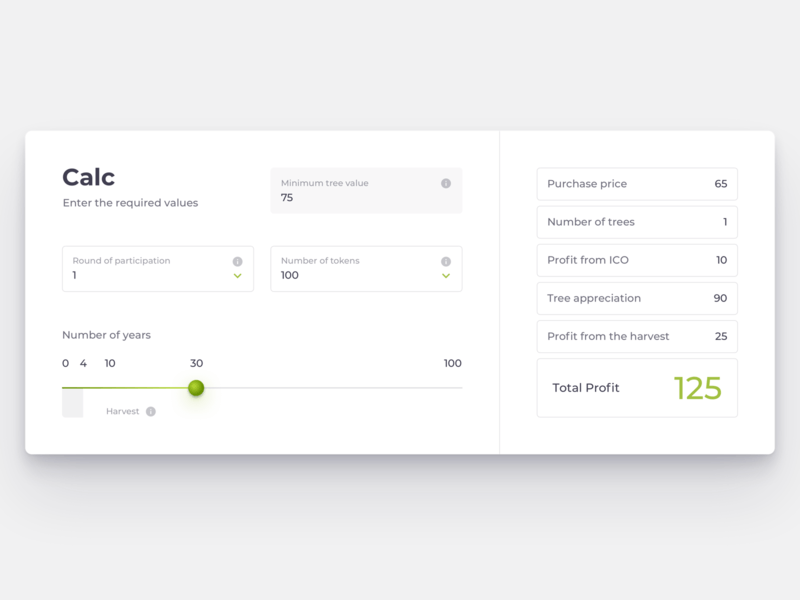 Calc
Enter the required values
Minimum tree value
75
Round of participation
1
Number of tokens
100
Number of years
0 4 10 30 100
Harvest
Purchase price 65
Number of trees 1
Profit from ICO 10
Tree appreciation 90
Profit from the harvest 25
Total Profit 125